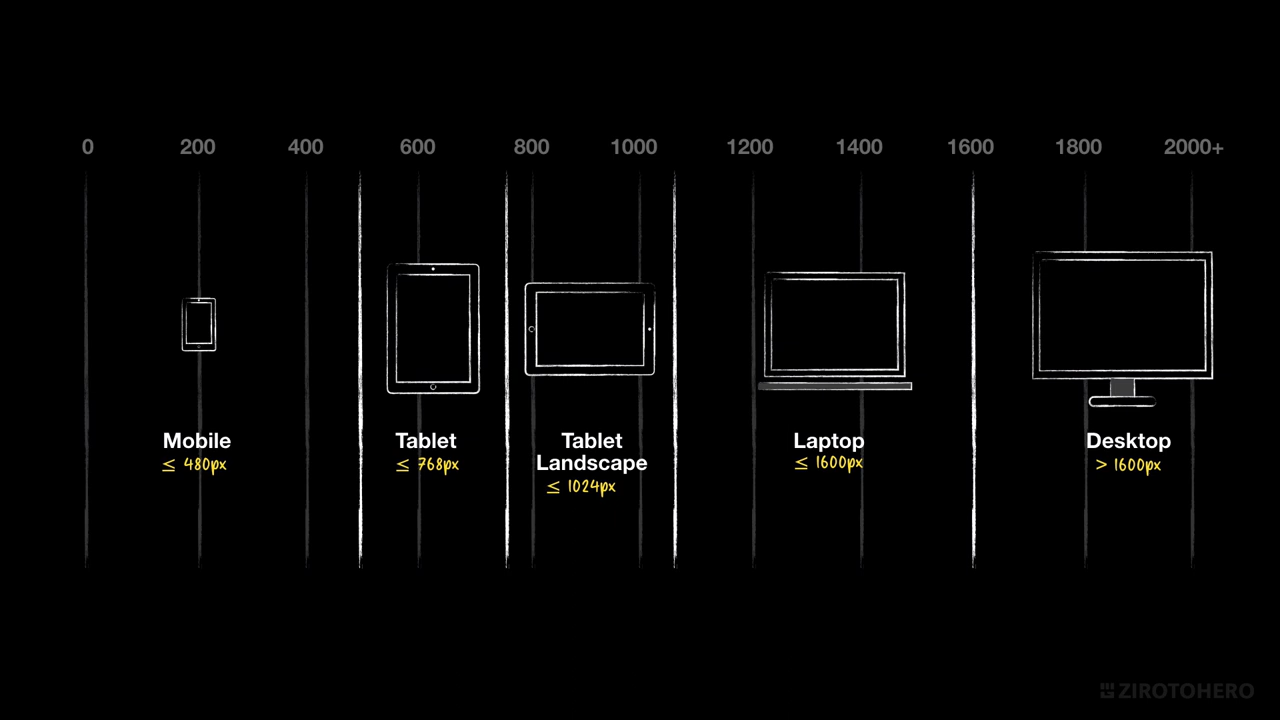 0 200 400 600 800 1000 1200 1400 1600 1800 2000+
Mobile
≤ 480px
Tablet
≤ 768px
Tablet
Landscape
≤ 1024px
Laptop
≤ 1600px
Desktop
> 1600px
ZIROTOHERO